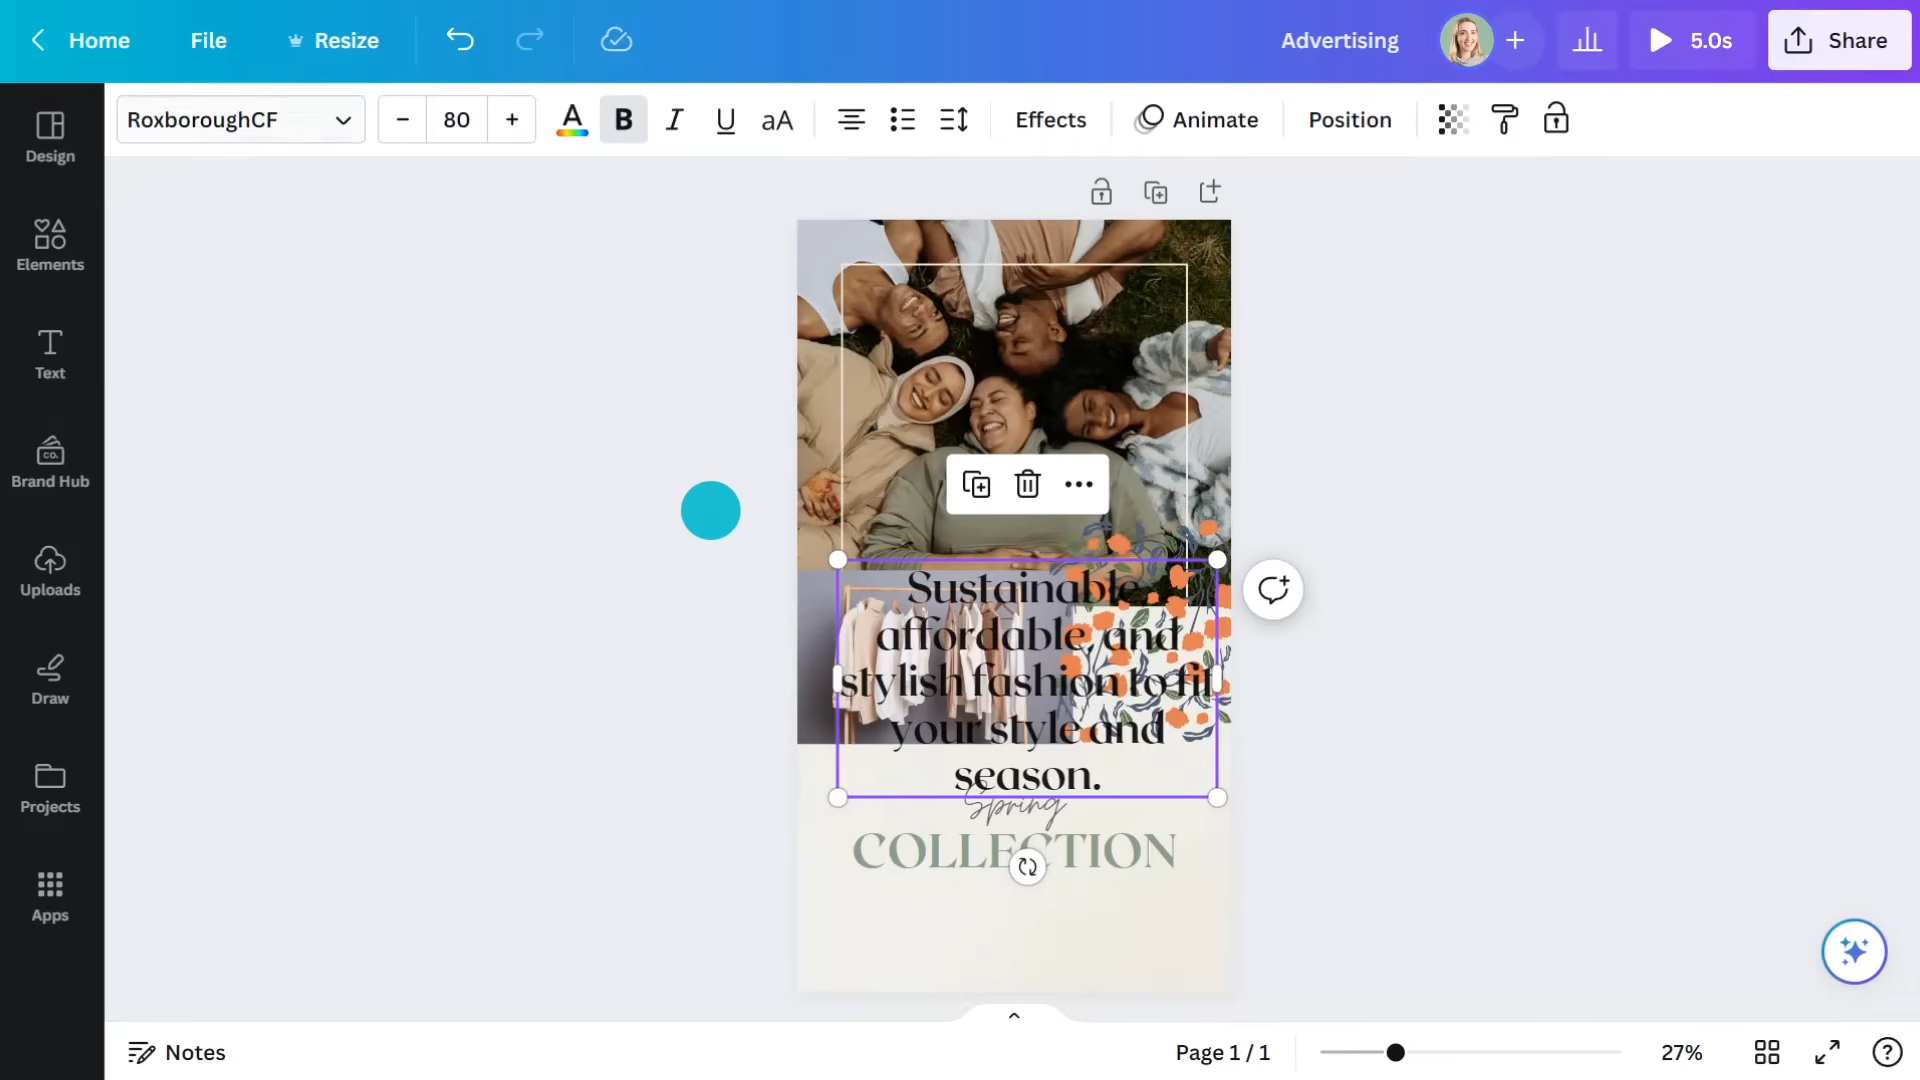 Home
File
Resize
Advertising
5.0s
Share
RoxboroughCF
80
A
B
I
U
aA
Effects
Animate
Position
Design
Elements
Text
CO.
Brand Hub
Uploads
Draw
Projects
Apps
Sustainable,
affordable, and
stylish fashion to fit
your style and
season.
Spring
COLLECTION
Notes
Page 1 / 1
27%